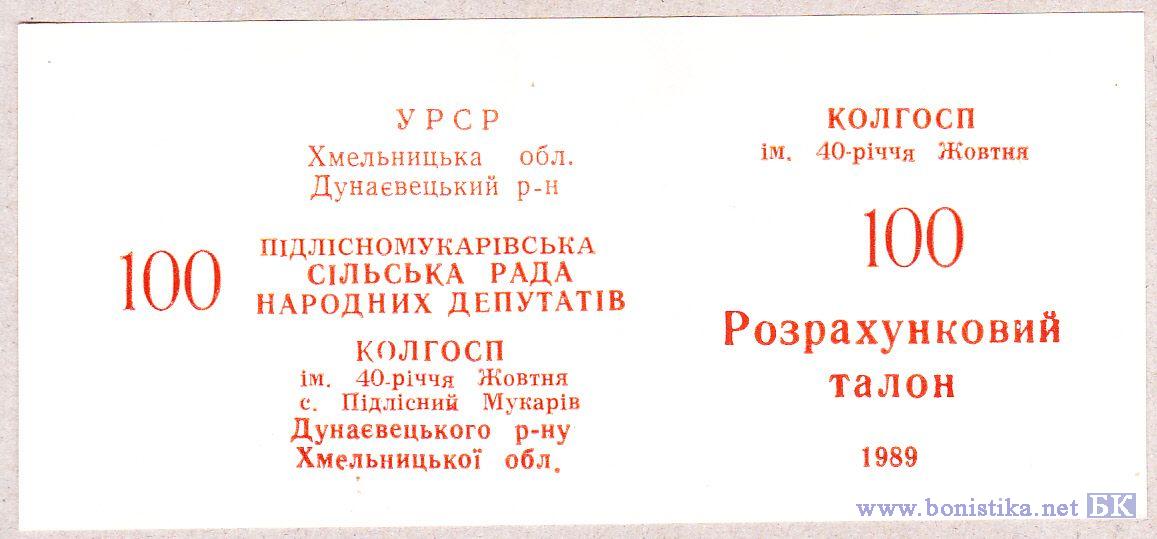 УРСР
Хмельницька обл.
Дунаєвецький р-н
100
ПІДЛІСНОМУКАРІВСЬКА
СІЛЬСЬКА РАДА
НАРОДНИХ ДЕПУТАТІВ
КОЛГОСП
ім. 40-річчя Жовтня
с. Підлісний Мукарів
Дунаєвецького р-ну
Хмельницької обл.
КОЛГОСП
ім. 40-річчя Жовтня
100
Розрахунковий
талон
1989
www.bonistika.net БК